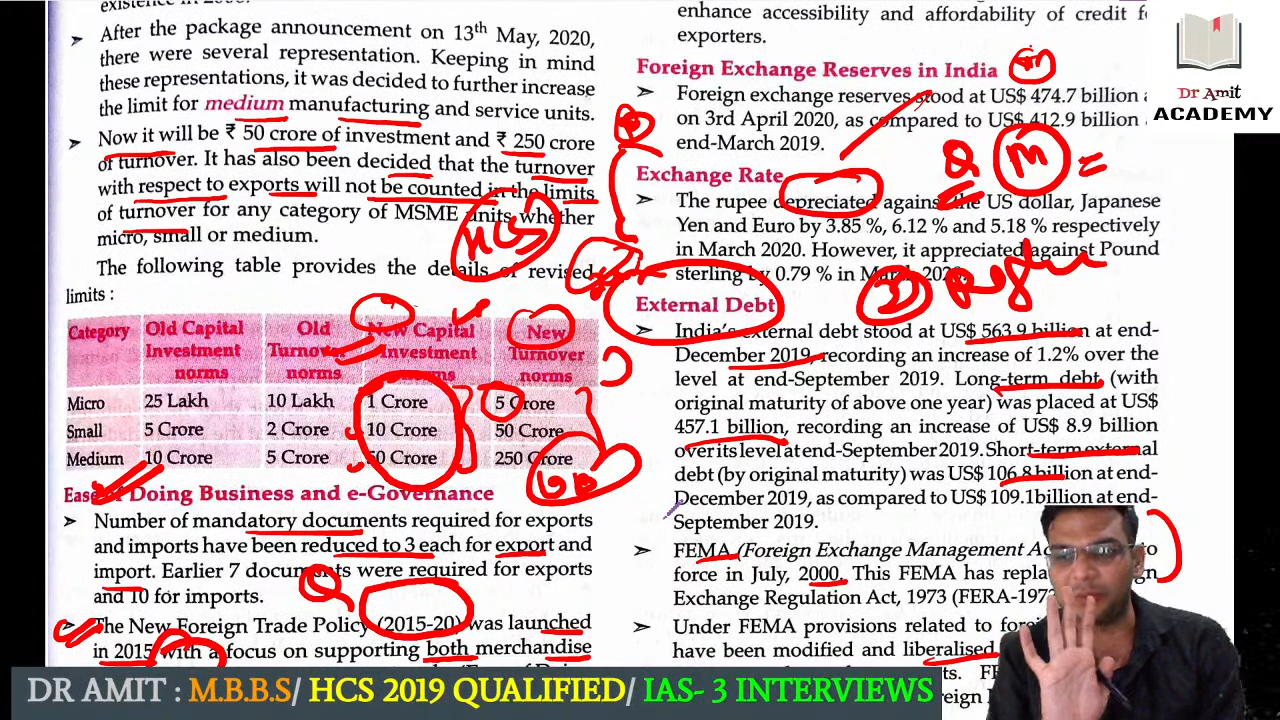 existence in 2006.
➤ After the package announcement on 13th May, 2020,
there were several representation. Keeping in mind
these representations, it was decided to further increase
the limit for medium manufacturing and service units.
➤ Now it will be ₹ 50 crore of investment and ₹ 250 crore
of turnover. It has also been decided that the turnover
with respect to exports will not be counted in the limits
of turnover for any category of MSME units whether
micro, small or medium.
The following table provides the details of revised
limits :
Category Old Capital Investment norms Old Turnover norms New Capital Investment norms New Turnover norms
Micro 25 Lakh 10 Lakh 1 Crore 5 Crore
Small 5 Crore 2 Crore 10 Crore 50 Crore
Medium 10 Crore 5 Crore 50 Crore 250 Crore
Ease of Doing Business and e-Governance
➤ Number of mandatory documents required for exports
and imports have been reduced to 3 each for export and
import. Earlier 7 documents were required for exports
and 10 for imports.
➤ The New Foreign Trade Policy (2015-20) was launched
in 2015 with a focus on supporting both merchandise
enhance accessibility and affordability of credit
exporters.
Foreign Exchange Reserves in India
➤ Foreign exchange reserves stood at US$ 474.7 billion
on 3rd April 2020, as compared to US$ 412.9 billion
end-March 2019.
Exchange Rate
➤ The rupee depreciated against the US dollar, Japanese
Yen and Euro by 3.85 %, 6.12 % and 5.18 % respectively
in March 2020. However, it appreciated against Pound
sterling by 0.79 % in March 2020.
External Debt
➤ India's external debt stood at US$ 563.9 billion at end-
December 2019, recording an increase of 1.2% over the
level at end-September 2019. Long-term debt (with
original maturity of above one year) was placed at US$
457.1 billion, recording an increase of US$ 8.9 billion
over its level at end-September 2019. Short-term external
debt (by original maturity) was US$ 106.8 billion at end-
December 2019, as compared to US$ 109.1billion at end-
September 2019.
➤ FEMA (Foreign Exchange Management to
force in July, 2000. This FEMA has
Exchange Regulation Act, 1973
➤ Under FEMA provisions related to
have been modified and liberalised
HCS
Q
M =
Q
Dr Amit
ACADEMY
DR AMIT : M.B.B.S/ HCS 2019 QUALIFIED/ IAS- 3 INTERVIEWS